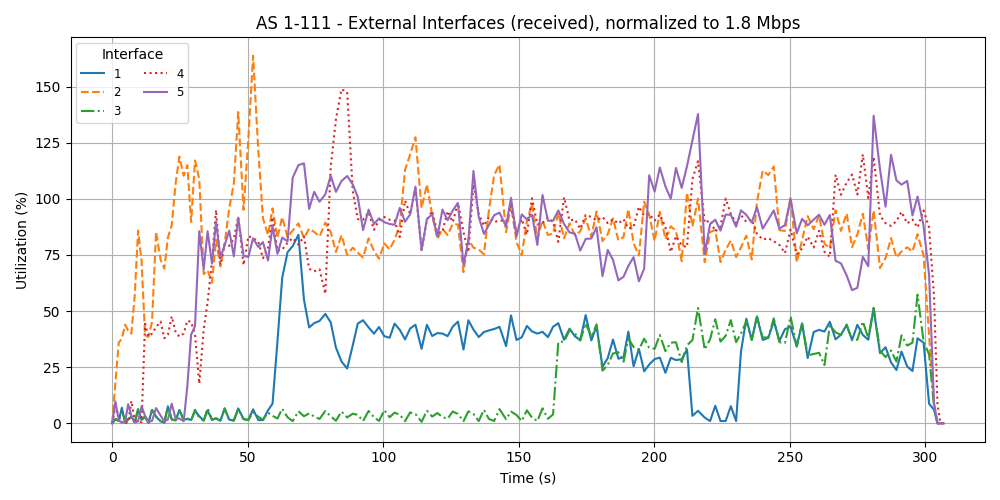 AS 1-111 - External Interfaces (received), normalized to 1.8 Mbps
Interface
1
2
3
4
5
Utilization (%)
150
125
100
75
50
25
0
0 50 100 150 200 250 300
Time (s)